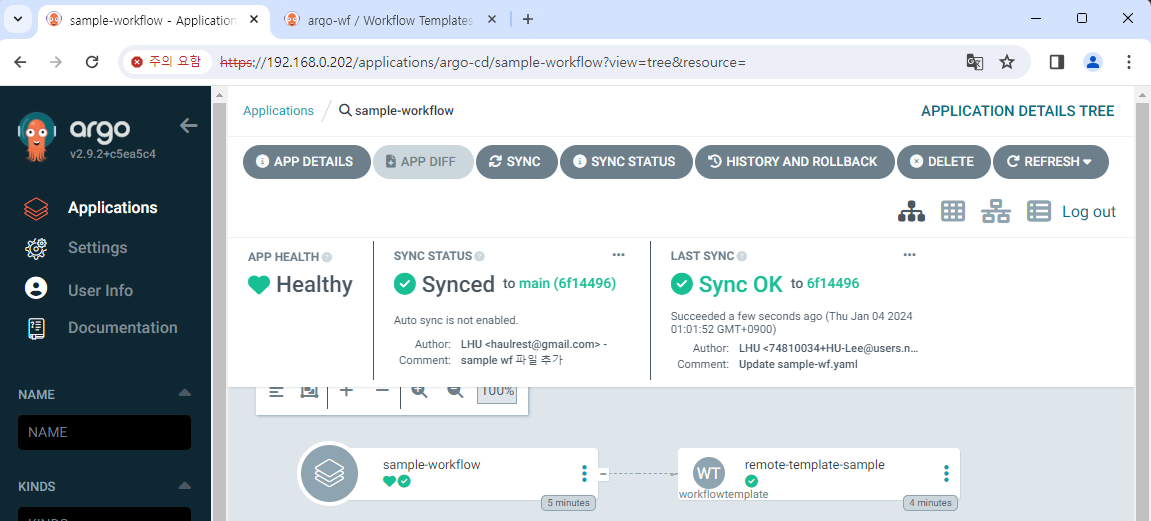 sample-workflow - Application
argo-wf / Workflow Templates
주의 요함
https://192.168.0.202/applications/argo-cd/sample-workflow?view=tree&resource=
argo
v2.9.2+c5ea5c4
Applications
Settings
User Info
Documentation
NAME
NAME
KINDS
KINDS
Applications
sample-workflow
APPLICATION DETAILS TREE
APP DETAILS
APP DIFF
SYNC
SYNC STATUS
HISTORY AND ROLLBACK
DELETE
REFRESH
Log out
APP HEALTH
Healthy
SYNC STATUS
Synced to main (6f14496)
Auto sync is not enabled.
Author: LHU <haulrest@gmail.com> -
Comment: sample wf 파일 추가
LAST SYNC
Sync OK to 6f14496
Succeeded a few seconds ago (Thu Jan 04 2024
01:01:52 GMT+0900)
Author: LHU <74810034+HU-Lee@users.n...
Comment: Update sample-wf.yaml
100%
sample-workflow
5 minutes
WT
workflowtemplate
remote-template-sample
4 minutes